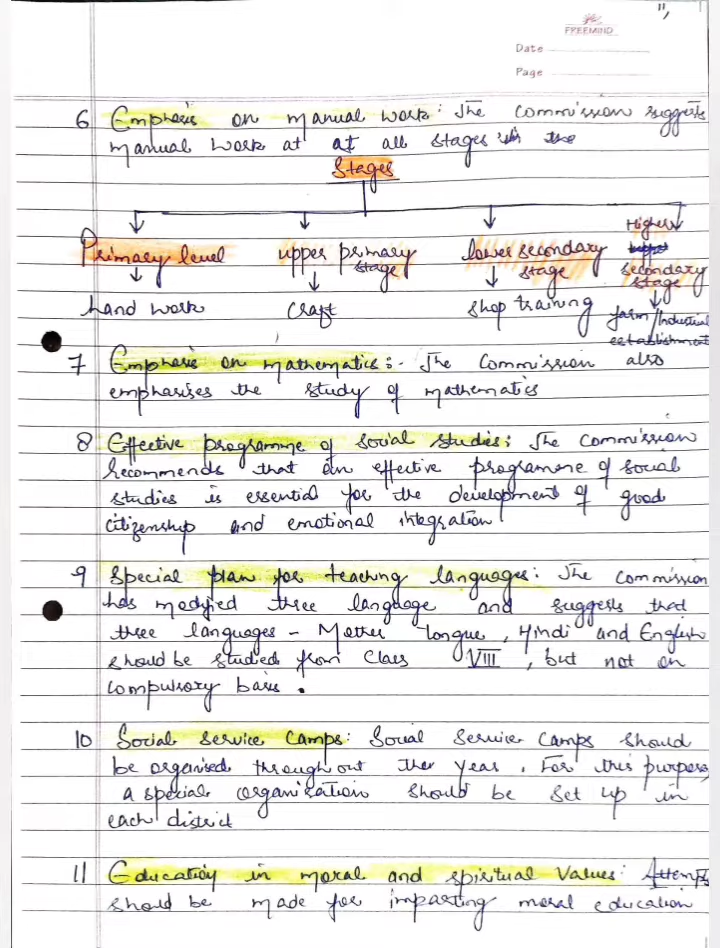 11,
FREEMIND
Date
Page
6 Emphasis on manual work: The Commission suggests
manual work at at all stages in the
Stages
Primary level upper primary stage lower secondary stage Higher secondary stage
hand work craft shop training farm/Industrial establishment
7 Emphasis on mathematics:- The Commission also
emphasises the study of mathematics
8 Effective programme of social studies: The Commission
recommends that an effective programme of social
studies is essential for the development of good
citizenship and emotional integration
9 Special plan for teaching languages: The Commission
has modified three language and suggests that
three languages - Mother Tongue, Hindi and English
should be studied from Class VIII, but not on
compulsory basis.
10 Social service camps: Social Service Camps should
be organised throughout the year. For this purpose
a special organisation should be set up in
each district
11 Education in moral and spiritual values: Attempts
should be made for imparting moral education